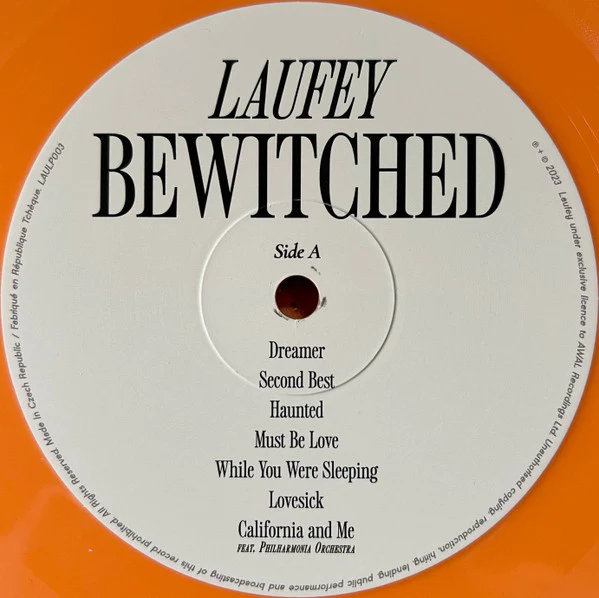 LAUFEY
BEWITCHED
Side A
Dreamer
Second Best
Haunted
Must Be Love
While You Were Sleeping
Lovesick
California and Me
FEAT. PHILHARMONIA ORCHESTRA
℗ + © 2023 Laufey under exclusive licence to AWAL Recordings Ltd Unauthorised copying, reproduction, hiring, lending, public performance and broadcasting of this record prohibited. All Rights Reserved. Made In Czech Republic / Fabriqué en République Tchèque. LAULP003